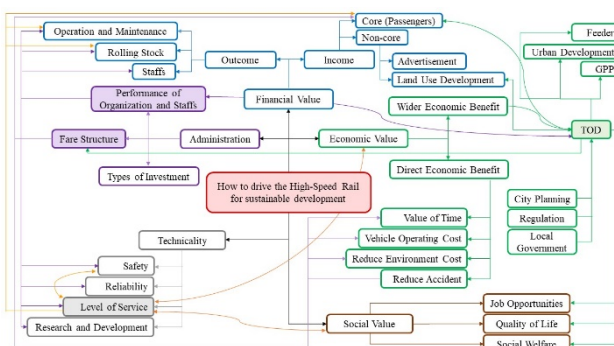 Core (Passengers)
Feeder
Operation and Maintenance
Non-core
Urban Development
Rolling Stock
Outcome
Income
Advertisement
GPP
Staffs
Land Use Development
Performance of
Organization and Staffs
Financial Value
Wider Economic Benefit
TOD
Fare Structure
Administration
Economic Value
Types of Investment
How to drive the High-Speed Rail
for sustainable development
Direct Economic Benefit
City Planning
Value of Time
Regulation
Technicality
Vehicle Operating Cost
Local
Government
Safety
Reduce Environment Cost
Reliability
Reduce Accident
Level of Service
Job Opportunities
Research and Development
Social Value
Quality of Life
Social Welfare